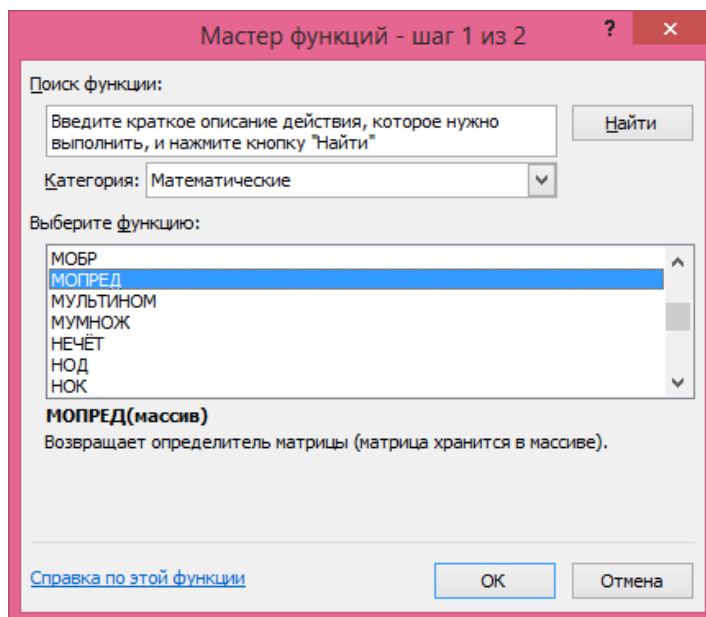 Мастер функций - шаг 1 из 2
? ×
Поиск функции:
Введите краткое описание действия, которое нужно
выполнить, и нажмите кнопку "Найти"
Найти
Категория: Математические
Выберите функцию:
МОБР
МОПРЕД
МУЛЬТИНОМ
МУМНОЖ
НЕЧЁТ
НОД
НОК
МОПРЕД(массив)
Возвращает определитель матрицы (матрица хранится в массиве).
Справка по этой функции
ОК
Отмена